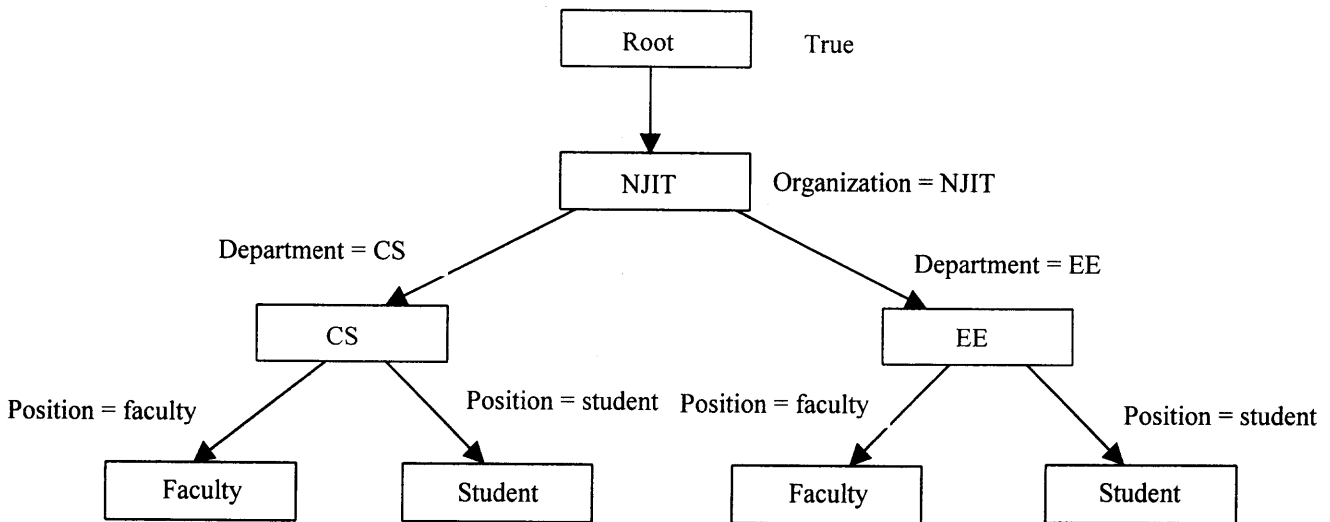 Root
True
NJIT
Organization = NJIT
Department = CS
Department = EE
CS
EE
Position = faculty
Position = student
Position = faculty
Position = student
Faculty
Student
Faculty
Student